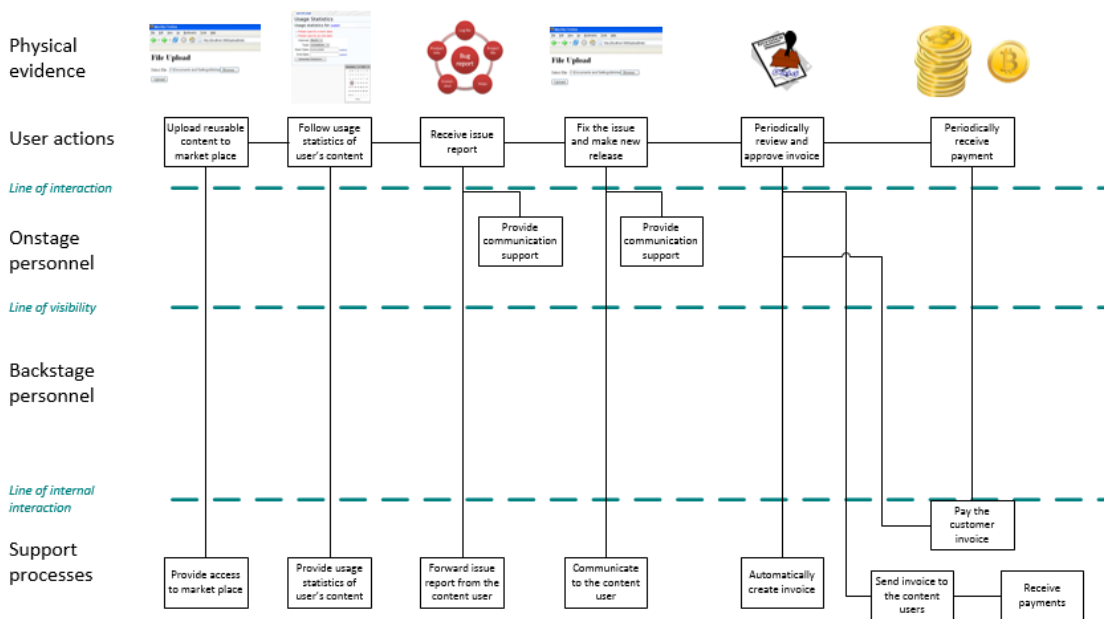 Physical
evidence
File Upload
Usage Statistics
Bug
report
File Upload
User actions
Upload reusable
content to
market place
Follow usage
statistics of
user's content
Receive issue
report
Fix the issue
and make new
release
Periodically
review and
approve invoice
Periodically
receive
payment
Line of interaction
Onstage
personnel
Provide
communication
support
Provide
communication
support
Line of visibility
Backstage
personnel
Line of internal
interaction
Pay the
customer
invoice
Support
processes
Provide access
to market place
Provide usage
statistics of
user's content
Forward issue
report from the
content user
Communicate
to the content
user
Automatically
create invoice
Send invoice to
the content
users
Receive
payments